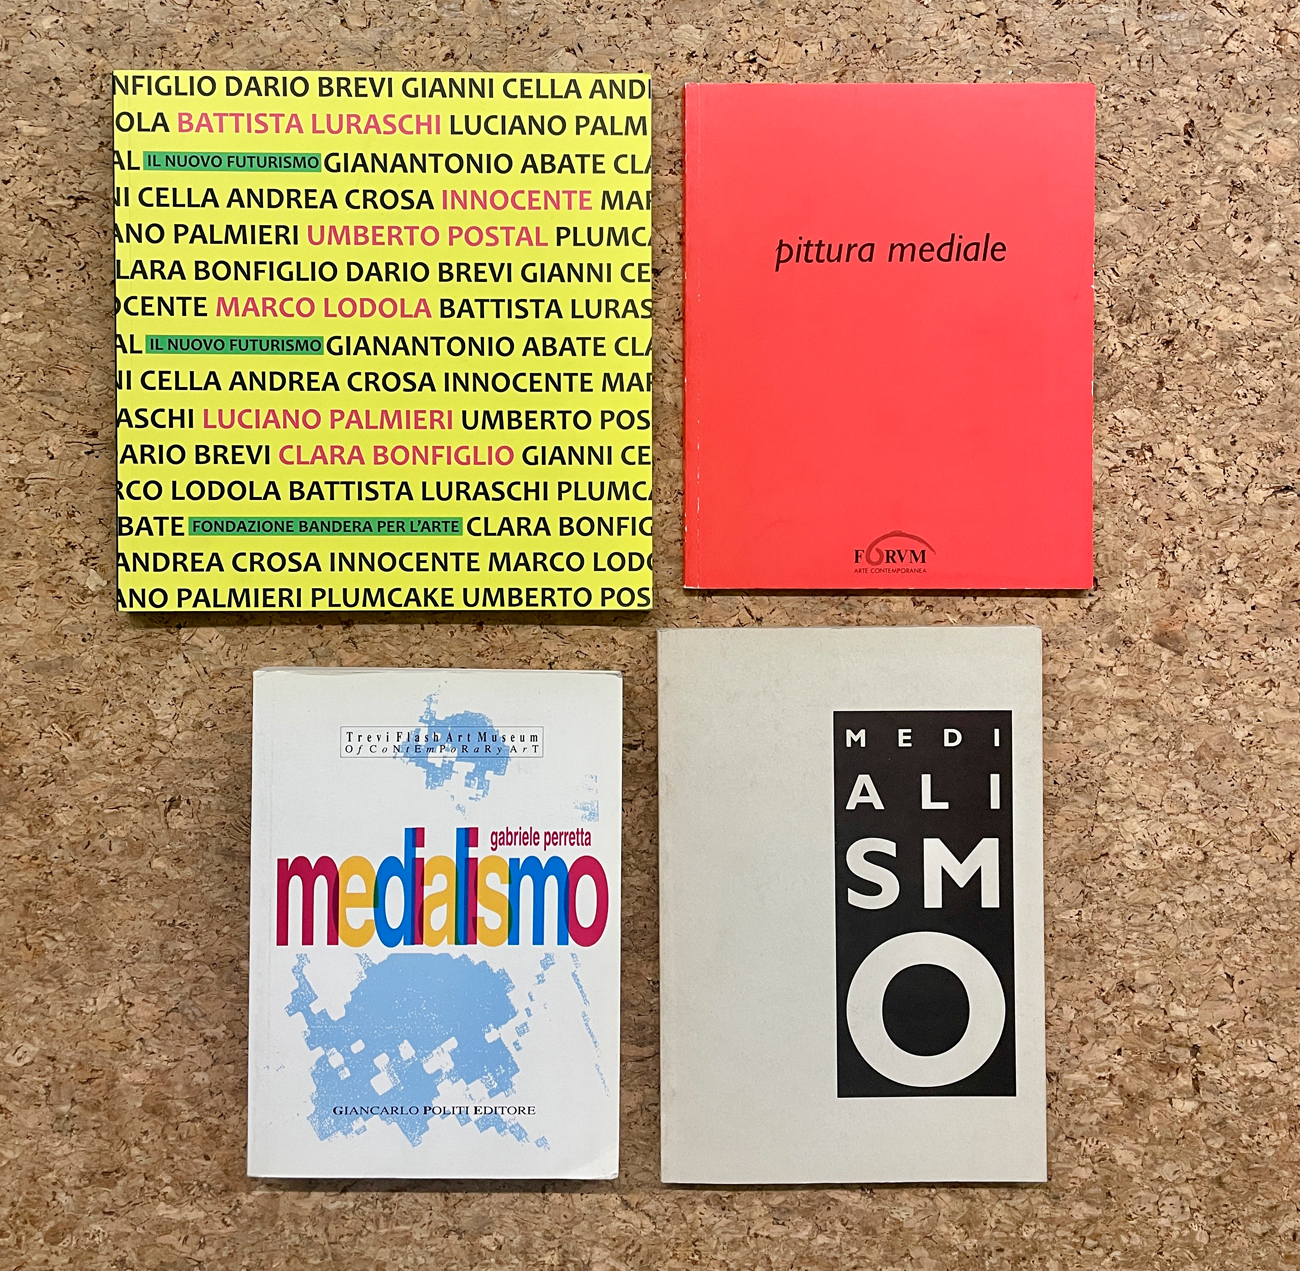 NFIGLIO DARIO BREVI GIANNI CELLA AND
OLA BATTISTA LURASCHI LUCIANO PALM
AL IL NUOVO FUTURISMO GIANANTONIO ABATE CLA
NI CELLA ANDREA CROSA INNOCENTE MAR
ANO PALMIERI UMBERTO POSTAL PLUMCA
LARA BONFIGLIO DARIO BREVI GIANNI CE
OCENTE MARCO LODOLA BATTISTA LURAS
AL IL NUOVO FUTURISMO GIANANTONIO ABATE CLA
NI CELLA ANDREA CROSA INNOCENTE MAR
ASCHI LUCIANO PALMIERI UMBERTO POS
ARIO BREVI CLARA BONFIGLIO GIANNI CE
RCO LODOLA BATTISTA LURASCHI PLUMCA
BATE FONDAZIONE BANDERA PER L'ARTE CLARA BONFIG
ANDREA CROSA INNOCENTE MARCO LODO
ANO PALMIERI PLUMCAKE UMBERTO POS
pittura mediale
FORVM
ARTE CONTEMPORANEA
Trevi Flash Art Museum
Of CoNtEmPoRaRy ArT
gabriele perretta
medialismo
GIANCARLO POLITI EDITORE
MEDI
ALI
SM
O